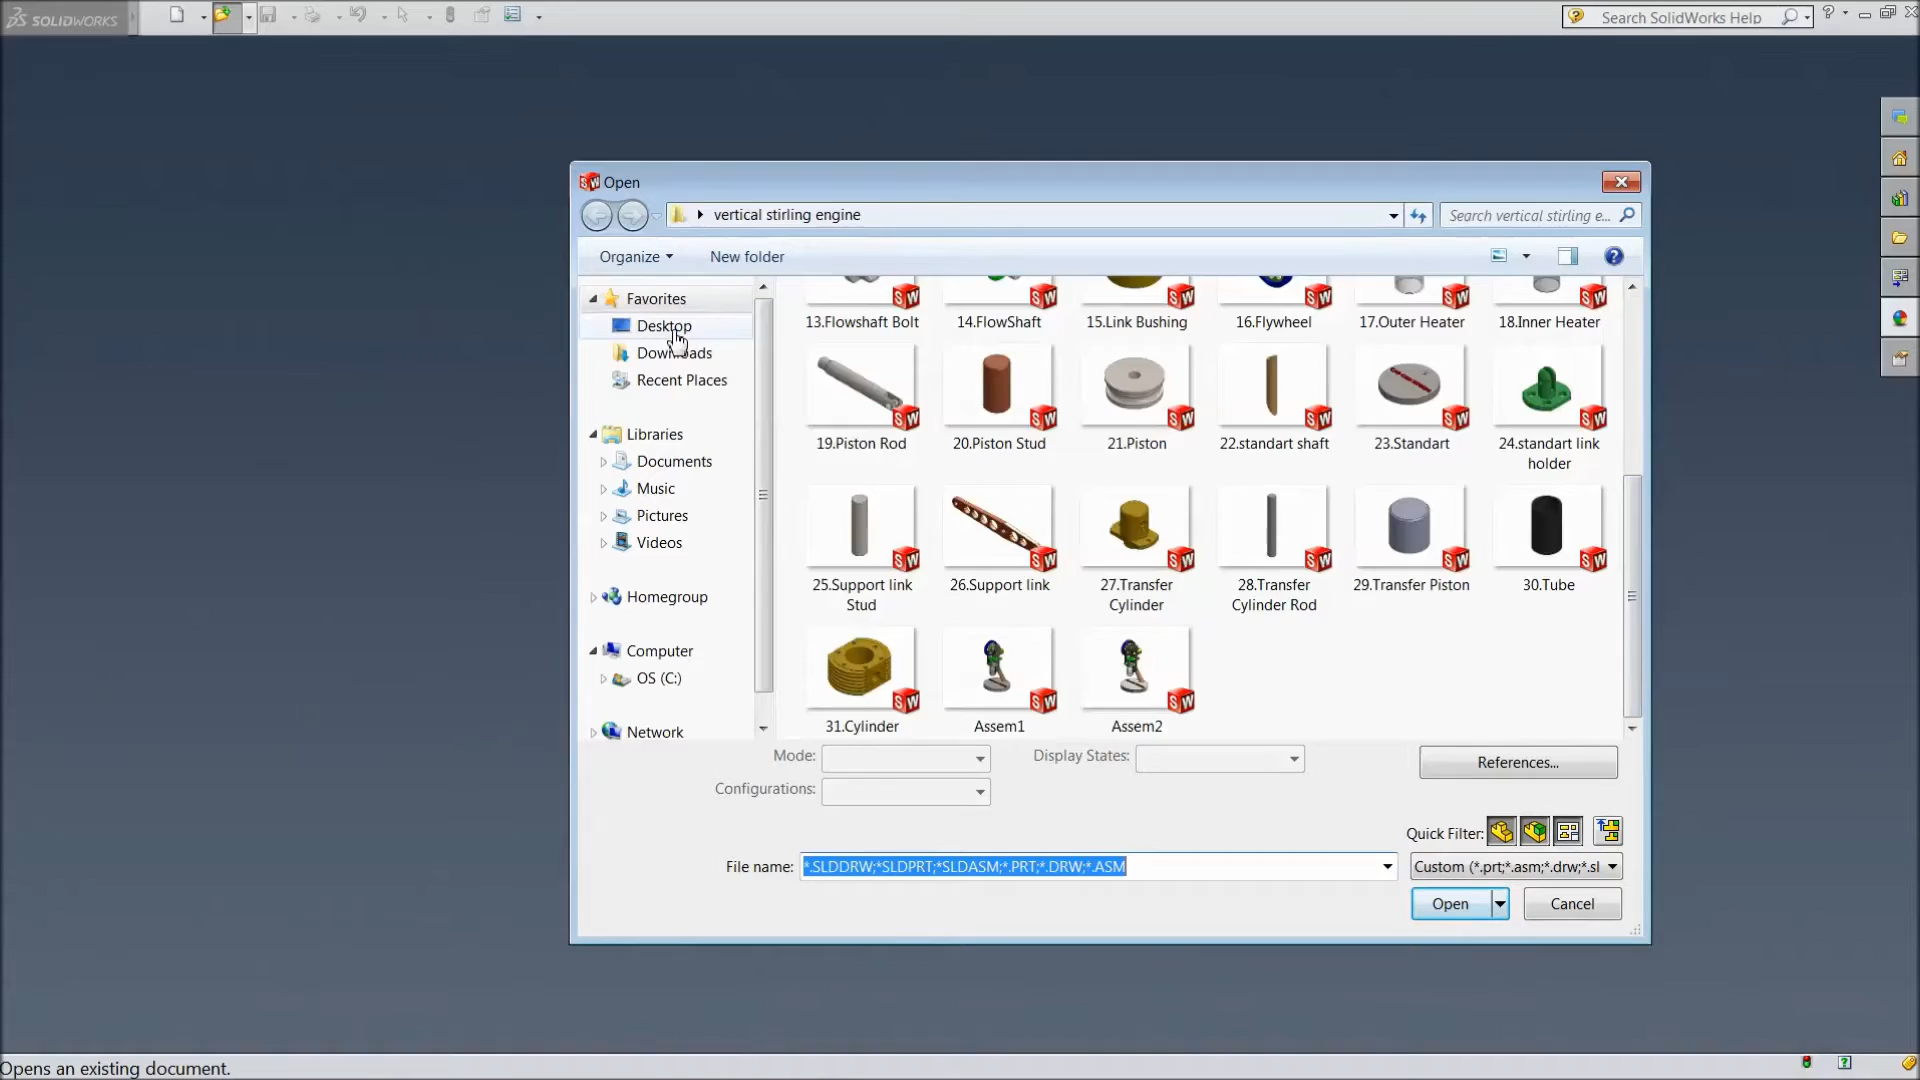 SOLIDWORKS
Search SolidWorks Help
Open
vertical stirling engine
Search vertical stirling e...
Organize
New folder
Favorites
Desktop
Downloads
Recent Places
Libraries
Documents
Music
Pictures
Videos
Homegroup
Computer
OS (C:)
Network
13.Flowshaft Bolt
14.FlowShaft
15.Link Bushing
16.Flywheel
17.Outer Heater
18.Inner Heater
19.Piston Rod
20.Piston Stud
21.Piston
22.standart shaft
23.Standart
24.standart link
holder
25.Support link
Stud
26.Support link
27.Transfer
Cylinder
28.Transfer
Cylinder Rod
29.Transfer Piston
30.Tube
31.Cylinder
Assem1
Assem2
Mode:
Display States:
References...
Configurations:
Quick Filter:
File name:
*.SLDDRW;*SLDPRT;*SLDASM;*.PRT;*.DRW;*.ASM
Custom (*.prt;*.asm;*.drw;*.sl
Open
Cancel
Opens an existing document.